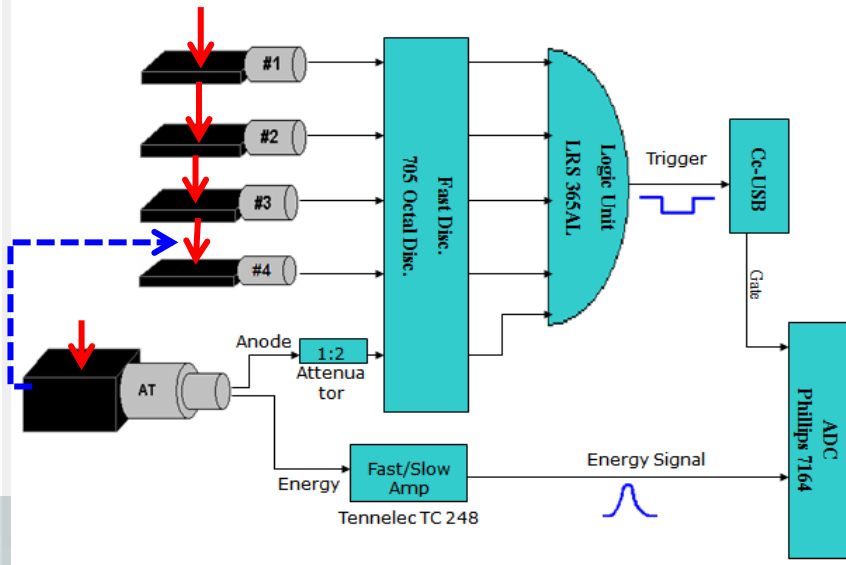 #1
#2
#3
#4
AT
Anode
1:2
Attenua
tor
Energy
Fast Disc.
705 Octal Disc.
Logic Unit
LRS 365AL
Trigger
Cc-USB
Gate
Fast/Slow
Amp
Tennelec TC 248
Energy Signal
ADC
Phillips 7164